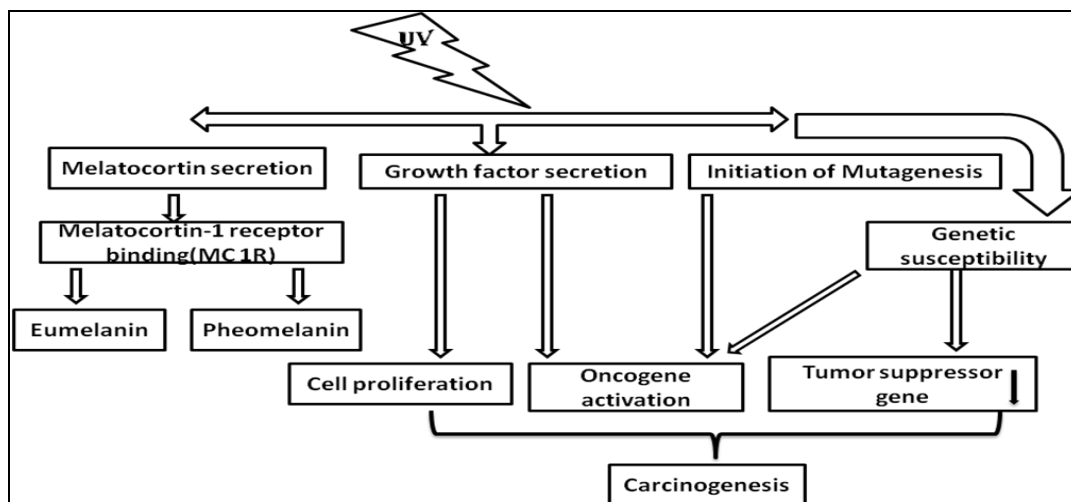 UV
Melatocortin secretion
Growth factor secretion
Initiation of Mutagenesis
Melatocortin-1 receptor
binding(MC1R)
Genetic
susceptibility
Eumelanin
Pheomelanin
Cell proliferation
Oncogene
activation
Tumor suppressor
gene
Carcinogenesis